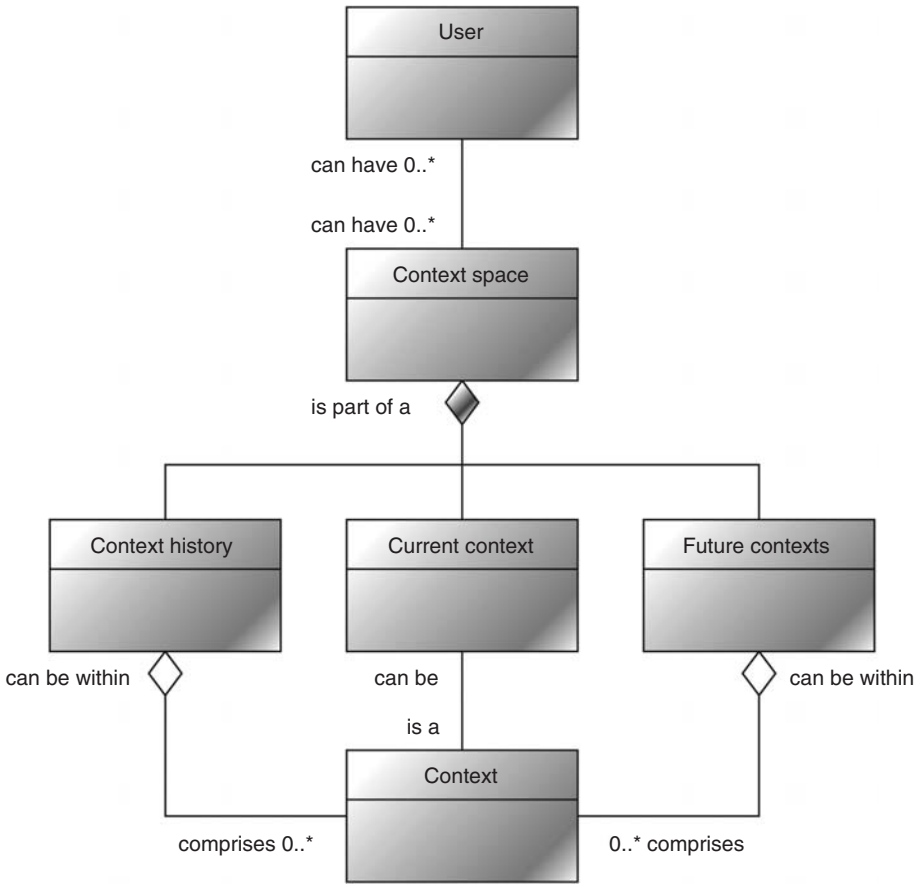 User
can have 0..*
can have 0..*
Context space
is part of a
Context history
Current context
Future contexts
can be within
can be
can be within
is a
Context
comprises 0..*
0..* comprises